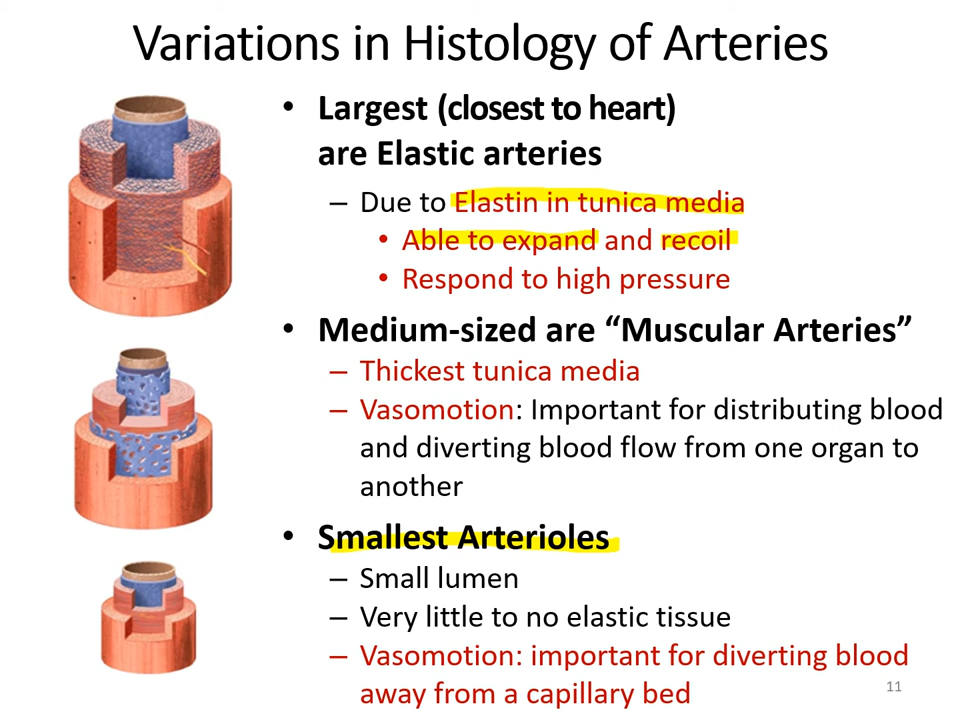 Variations in Histology of Arteries
• Largest (closest to heart)
are Elastic arteries
– Due to Elastin in tunica media
• Able to expand and recoil
• Respond to high pressure
• Medium-sized are “Muscular Arteries”
– Thickest tunica media
– Vasomotion: Important for distributing blood
and diverting blood flow from one organ to
another
• Smallest Arterioles
– Small lumen
– Very little to no elastic tissue
– Vasomotion: important for diverting blood
away from a capillary bed
11